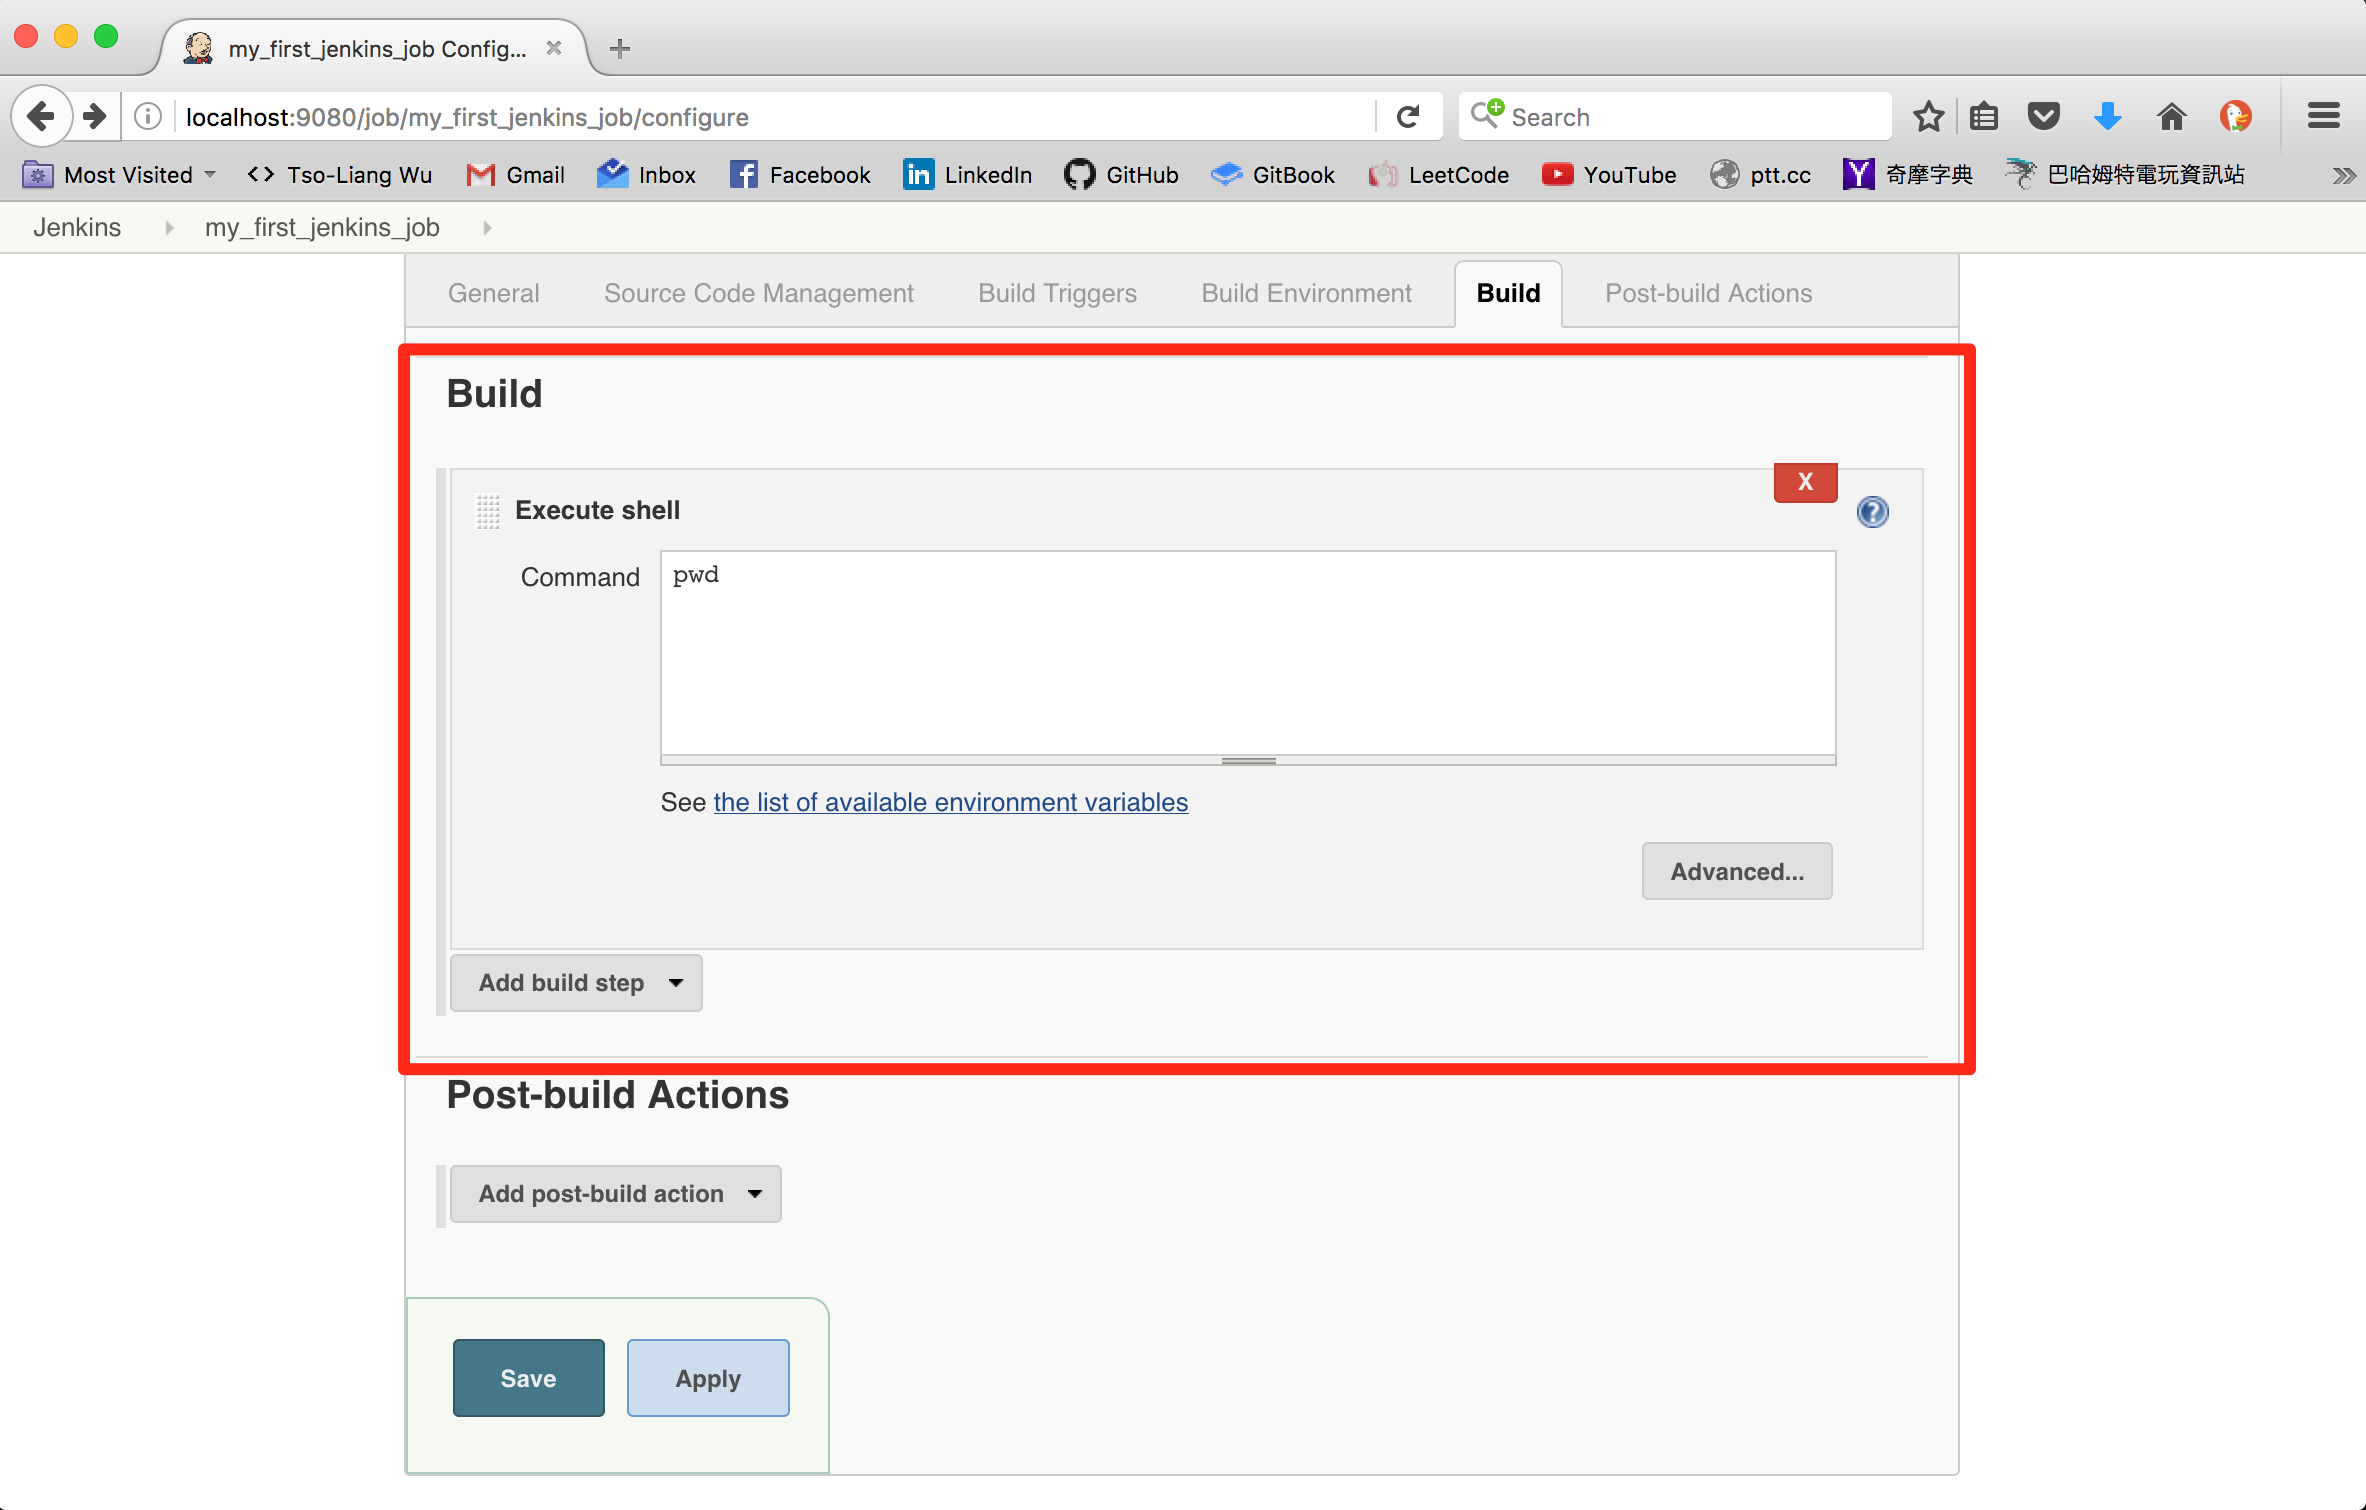 my_first_jenkins_job Config...
localhost:9080/job/my_first_jenkins_job/configure
Search
Most Visited Tso-Liang Wu Gmail Inbox Facebook LinkedIn GitHub GitBook LeetCode YouTube ptt.cc 奇摩字典 巴哈姆特電玩資訊站
Jenkins my_first_jenkins_job
General Source Code Management Build Triggers Build Environment Build Post-build Actions
Build
X
Execute shell
Command pwd
See the list of available environment variables
Advanced...
Add build step
Post-build Actions
Add post-build action
Save Apply